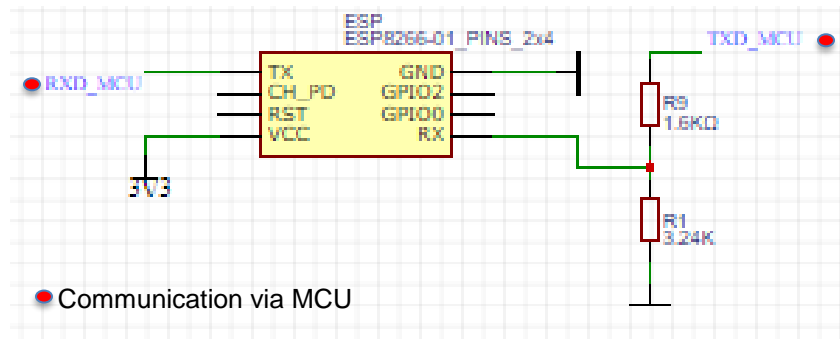 ESP
ESP8266-01_PINS_2x4
TXD_MCU
RXD_MCU
TX
GND
CH_PD
GPIO2
RST
GPIO0
VCC
RX
R9
1.6KΩ
3V3
R1
3.24K
Communication via MCU